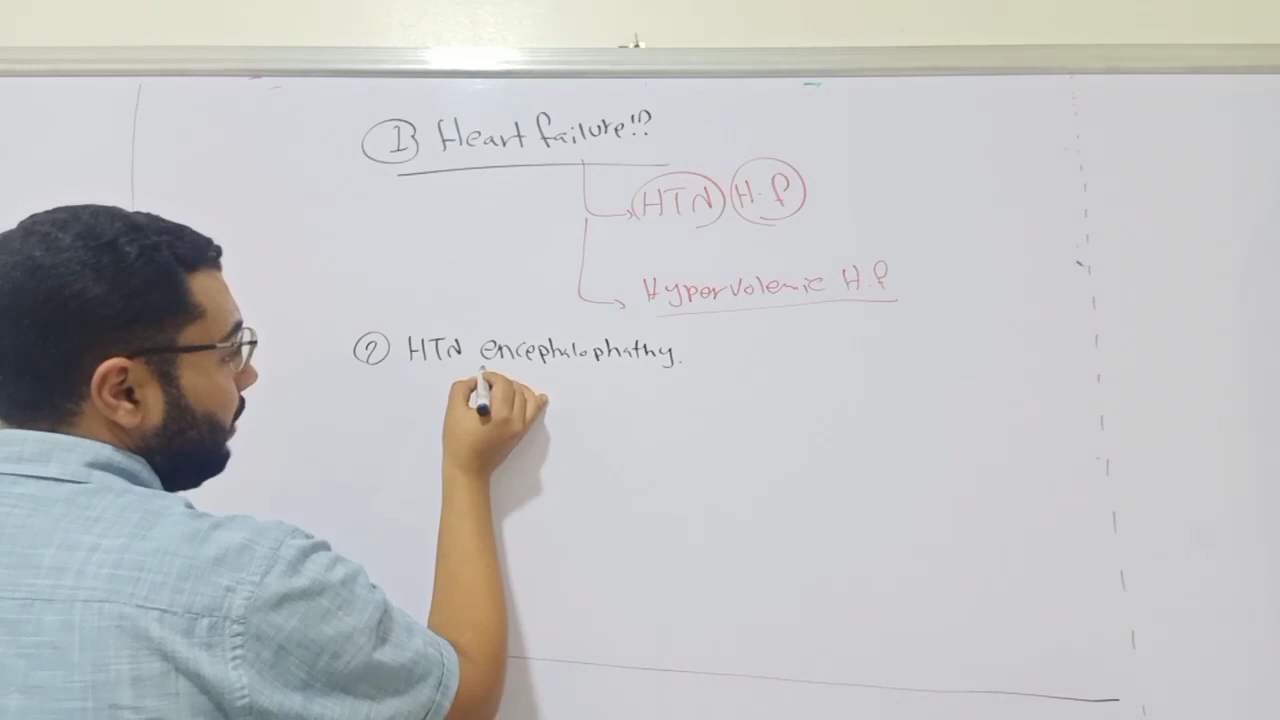 ① Heart failure!?
HTN H.f
Hypervolemic H.f
② HTN encephalophathy.